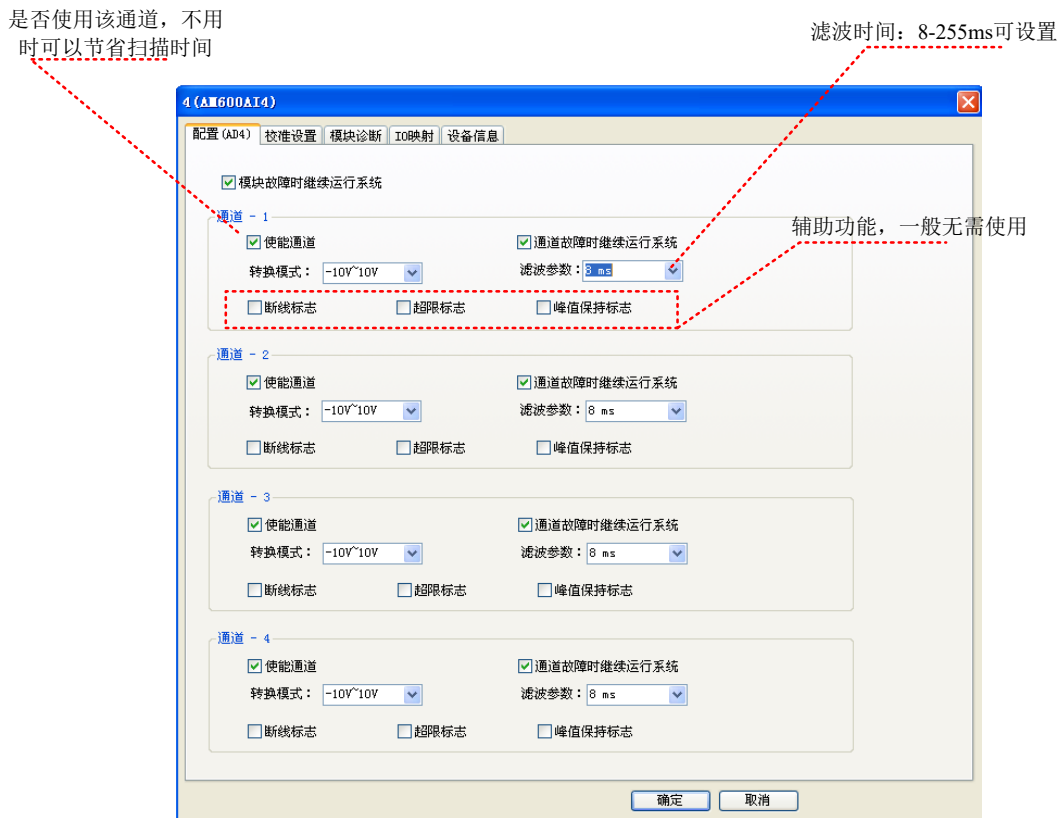 是否使用该通道，不用
时可以节省扫描时间
滤波时间：8-255ms可设置
4(AM600AI4)
配置(AD4) 校准设置 模块诊断 IO映射 设备信息
模块故障时继续运行系统
通道 - 1
使能通道 通道故障时继续运行系统
辅助功能，一般无需使用
转换模式： -10V~10V 滤波参数：8 ms
断线标志 超限标志 峰值保持标志
通道 - 2
使能通道 通道故障时继续运行系统
转换模式： -10V~10V 滤波参数：8 ms
断线标志 超限标志 峰值保持标志
通道 - 3
使能通道 通道故障时继续运行系统
转换模式： -10V~10V 滤波参数：8 ms
断线标志 超限标志 峰值保持标志
通道 - 4
使能通道 通道故障时继续运行系统
转换模式： -10V~10V 滤波参数：8 ms
断线标志 超限标志 峰值保持标志
确定 取消